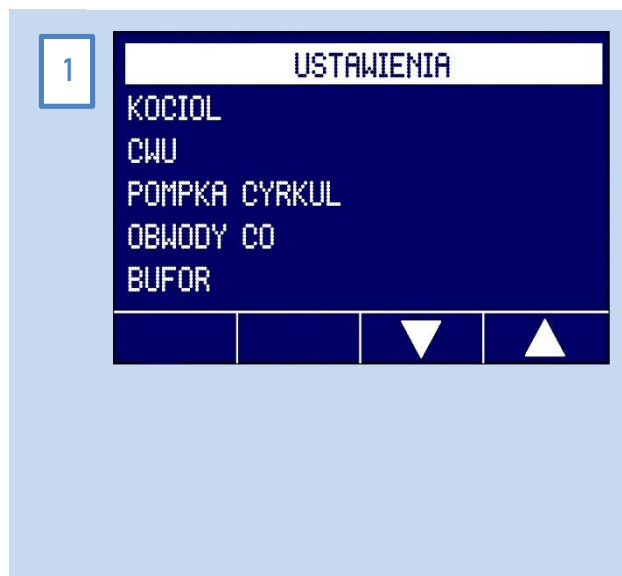 1
USTAWIENIA
KOCIOL
CWU
POMPKA CYRKUL
OBWODY CO
BUFOR